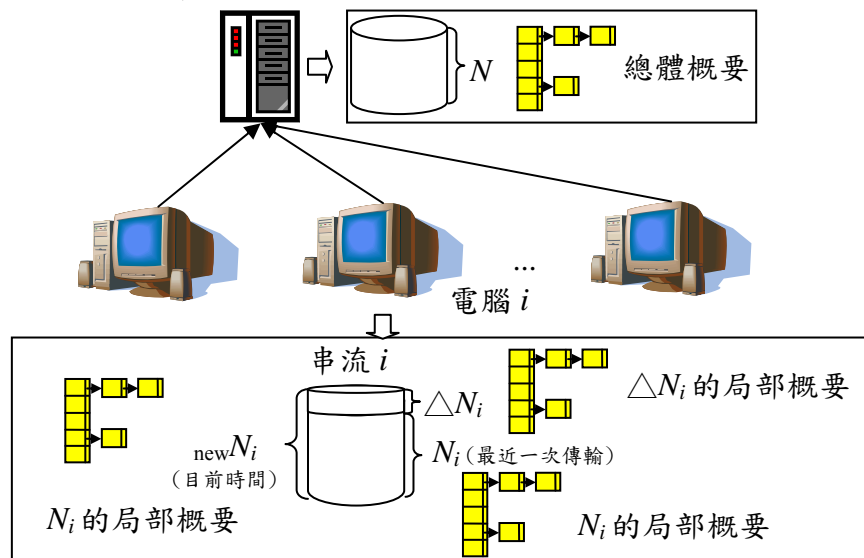 N
總體概要
...
電腦 i
串流 i
△Nᵢ
△Nᵢ 的局部概要
newNᵢ
(目前時間)
Nᵢ (最近一次傳輸)
Nᵢ 的局部概要
Nᵢ 的局部概要